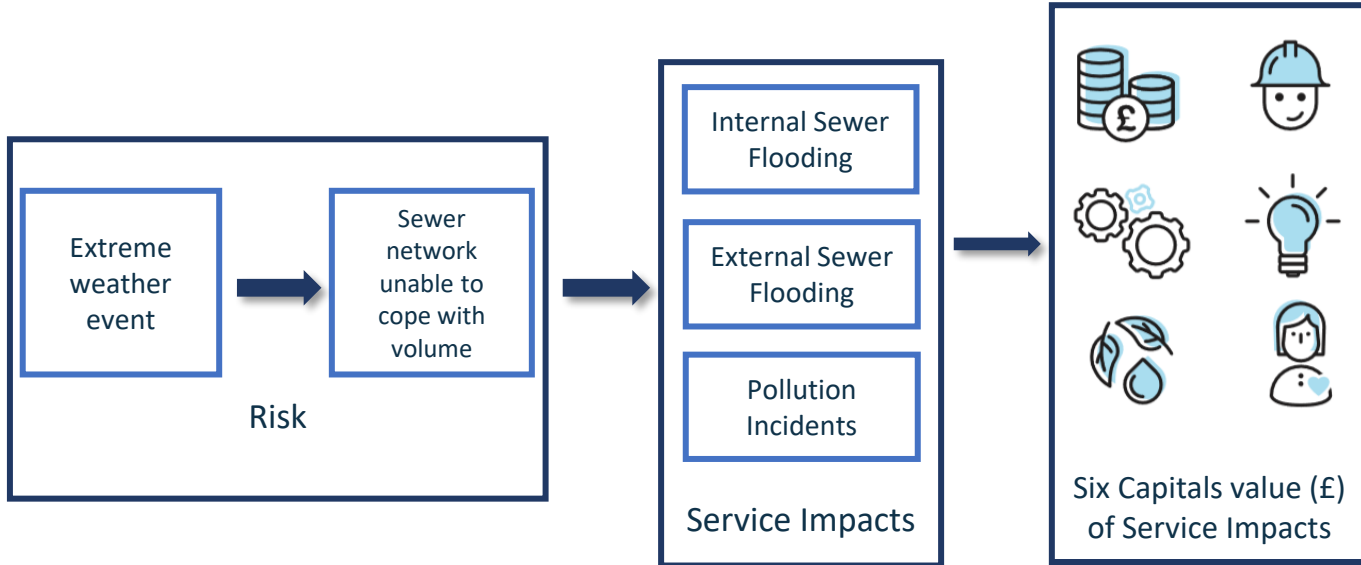 Extreme
weather
event
Sewer
network
unable to
cope with
volume
Risk
Internal Sewer
Flooding
External Sewer
Flooding
Pollution
Incidents
Service Impacts
£
Six Capitals value (£)
of Service Impacts